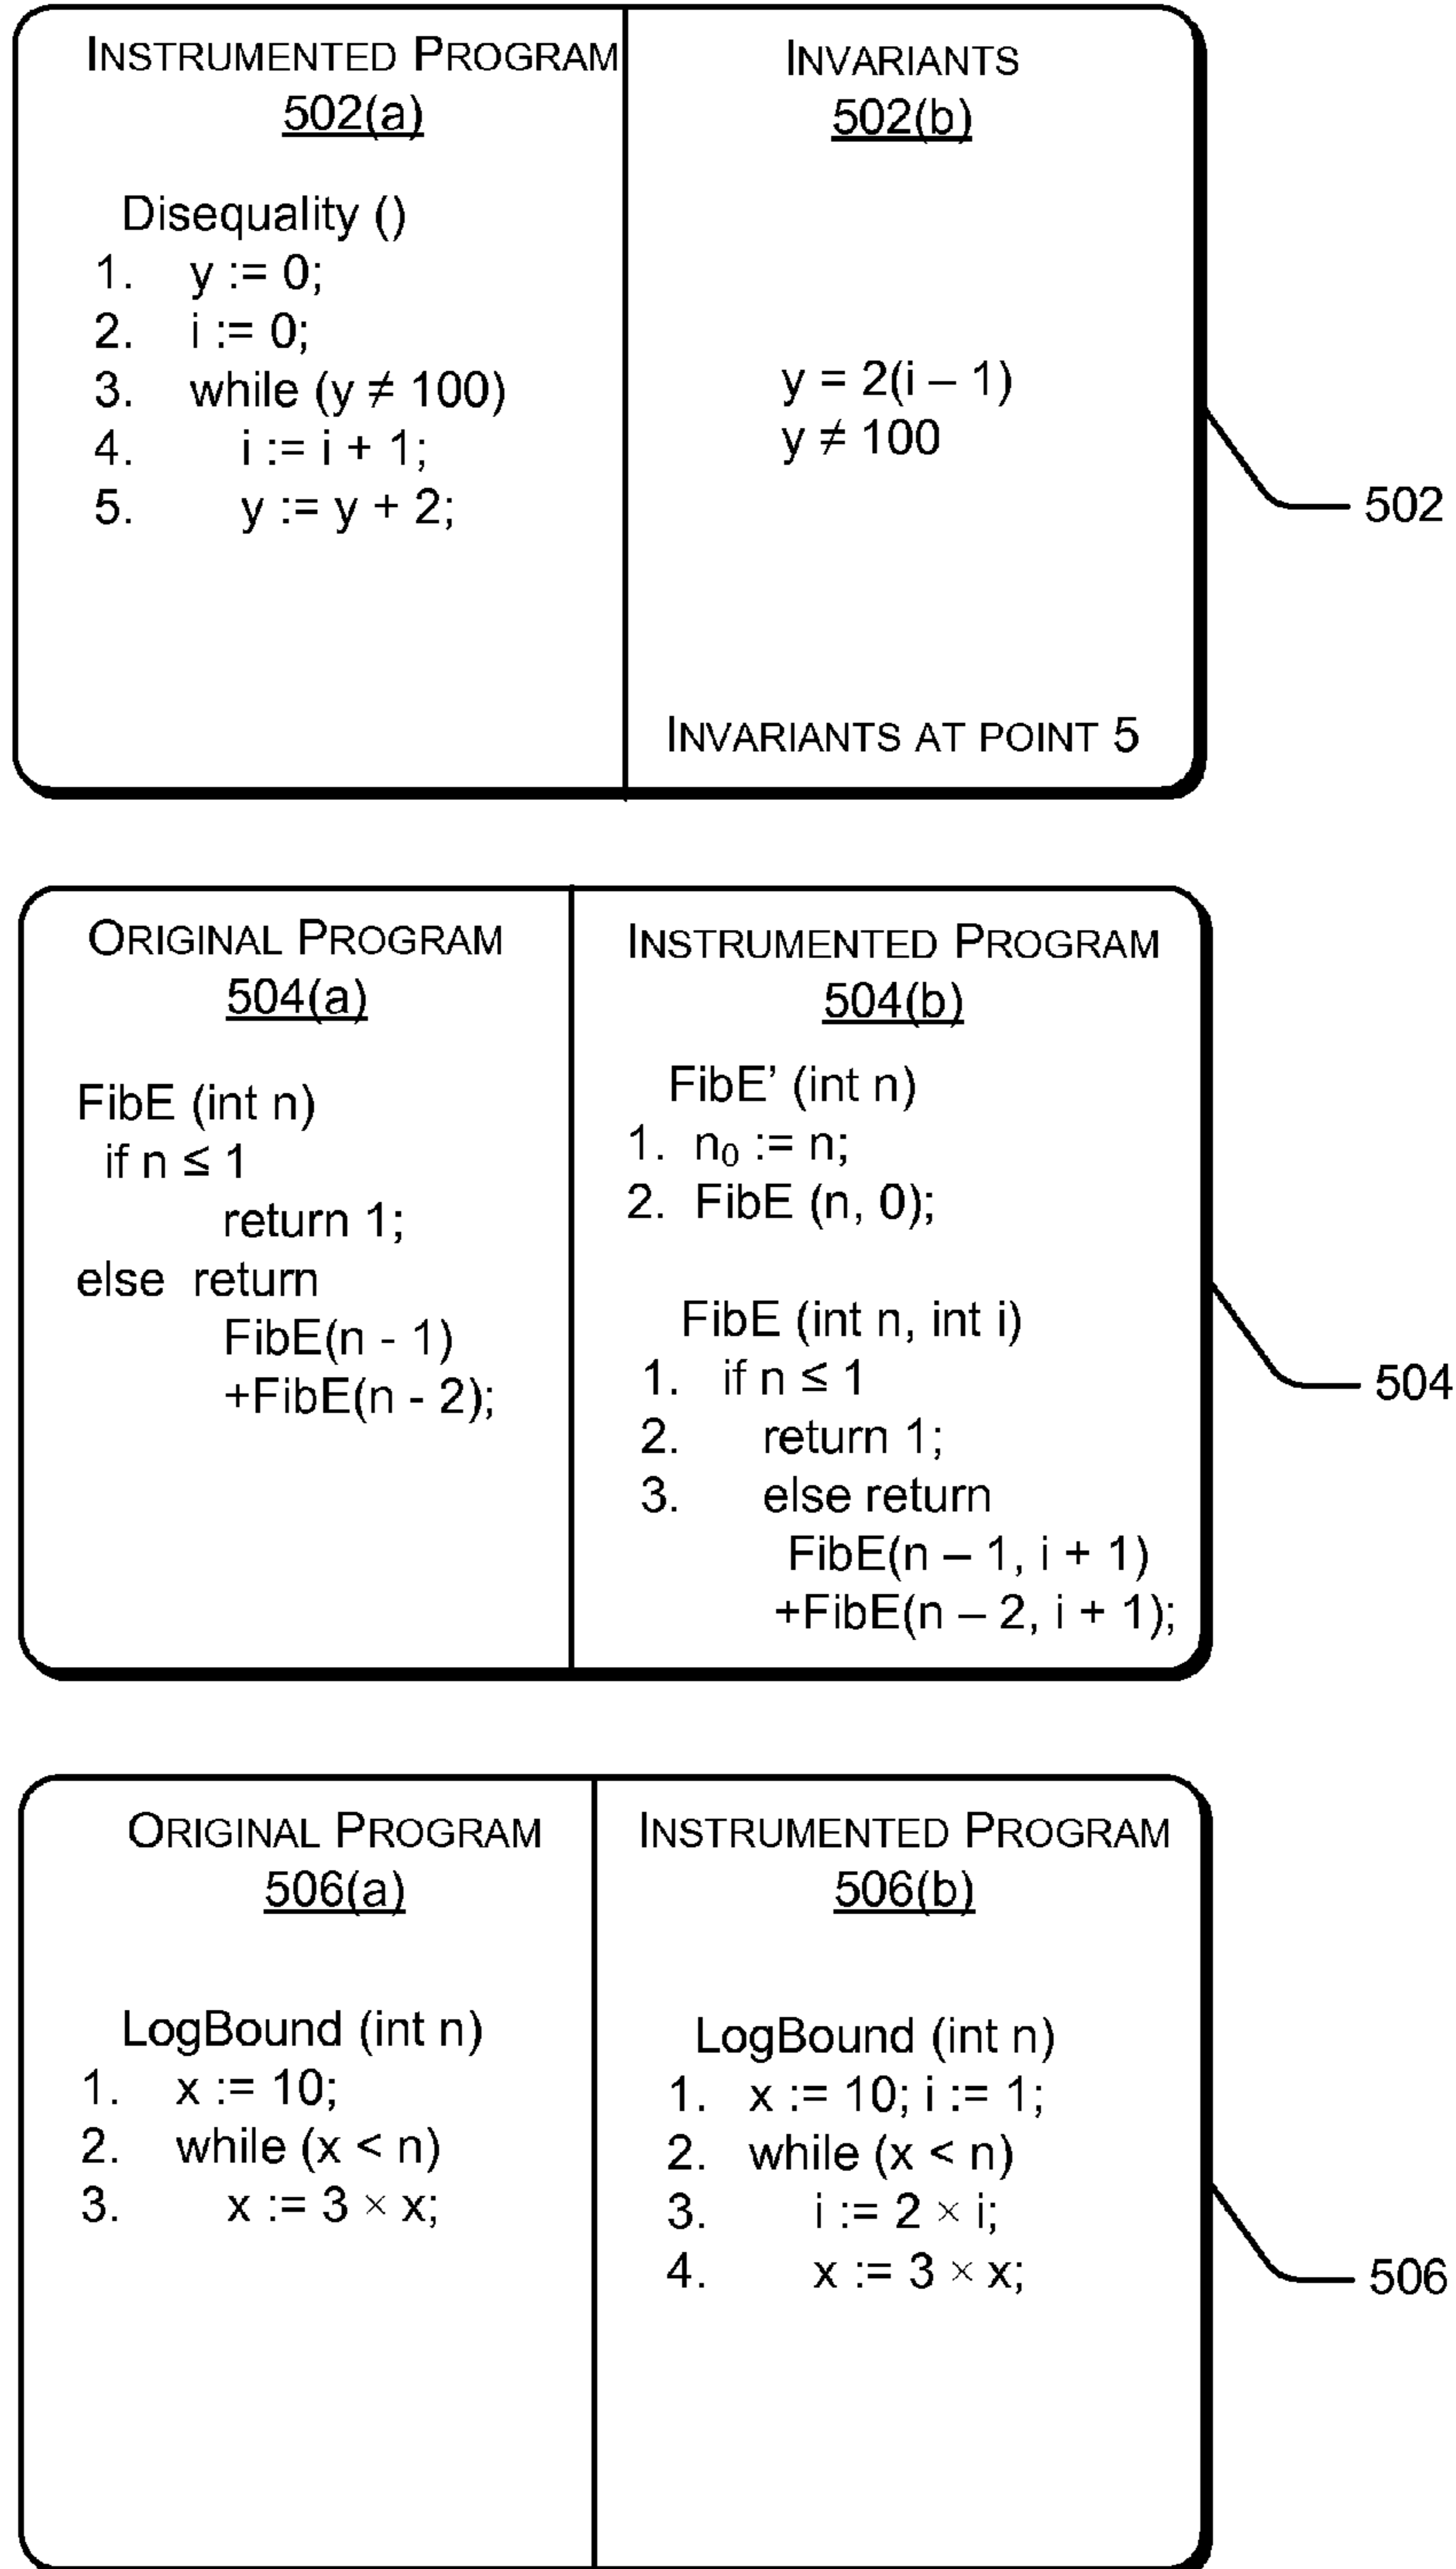 INSTRUMENTED PROGRAM
502(a)
Disequality ()
1. y := 0;
2. i := 0;
3. while (y ≠ 100)
4. i := i + 1;
5. y := y + 2;
INVARIANTS
502(b)
y = 2(i – 1)
y ≠ 100
INVARIANTS AT POINT 5
502
ORIGINAL PROGRAM
504(a)
FibE (int n)
if n ≤ 1
return 1;
else return
FibE(n - 1)
+FibE(n - 2);
INSTRUMENTED PROGRAM
504(b)
FibE’ (int n)
1. n₀ := n;
2. FibE (n, 0);
FibE (int n, int i)
1. if n ≤ 1
2. return 1;
3. else return
FibE(n – 1, i + 1)
+FibE(n – 2, i + 1);
504
ORIGINAL PROGRAM
506(a)
LogBound (int n)
1. x := 10;
2. while (x < n)
3. x := 3 × x;
INSTRUMENTED PROGRAM
506(b)
LogBound (int n)
1. x := 10; i := 1;
2. while (x < n)
3. i := 2 × i;
4. x := 3 × x;
506